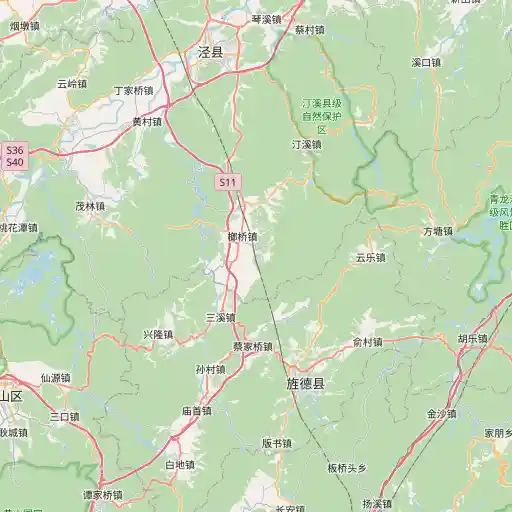 烟墩镇
琴溪镇
蔡村镇
泾县
溪口镇
云岭镇
丁家桥镇
汀溪县级
自然保护
区
黄村镇
汀溪镇
S36
S40
S11
茂林镇
桃花潭镇
方塘镇
榔桥镇
云乐镇
三溪镇
兴隆镇
俞村镇
胡乐镇
蔡家桥镇
孙村镇
仙源镇
旌德县
山区
庙首镇
三口镇
金沙镇
版书镇
家朋乡
白地镇
板桥头乡
谭家桥镇
长安镇
扬溪镇